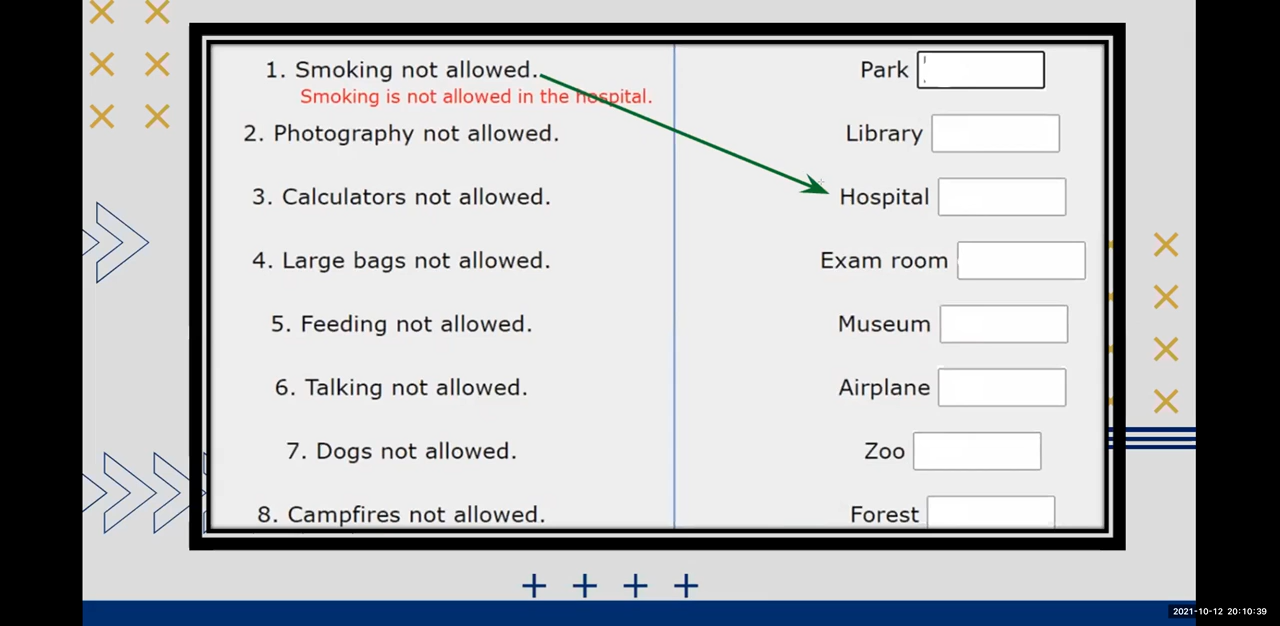 1. Smoking not allowed.
Smoking is not allowed in the hospital.
2. Photography not allowed.
3. Calculators not allowed.
4. Large bags not allowed.
5. Feeding not allowed.
6. Talking not allowed.
7. Dogs not allowed.
8. Campfires not allowed.
Park
Library
Hospital
Exam room
Museum
Airplane
Zoo
Forest
2021-10-12 20:10:39